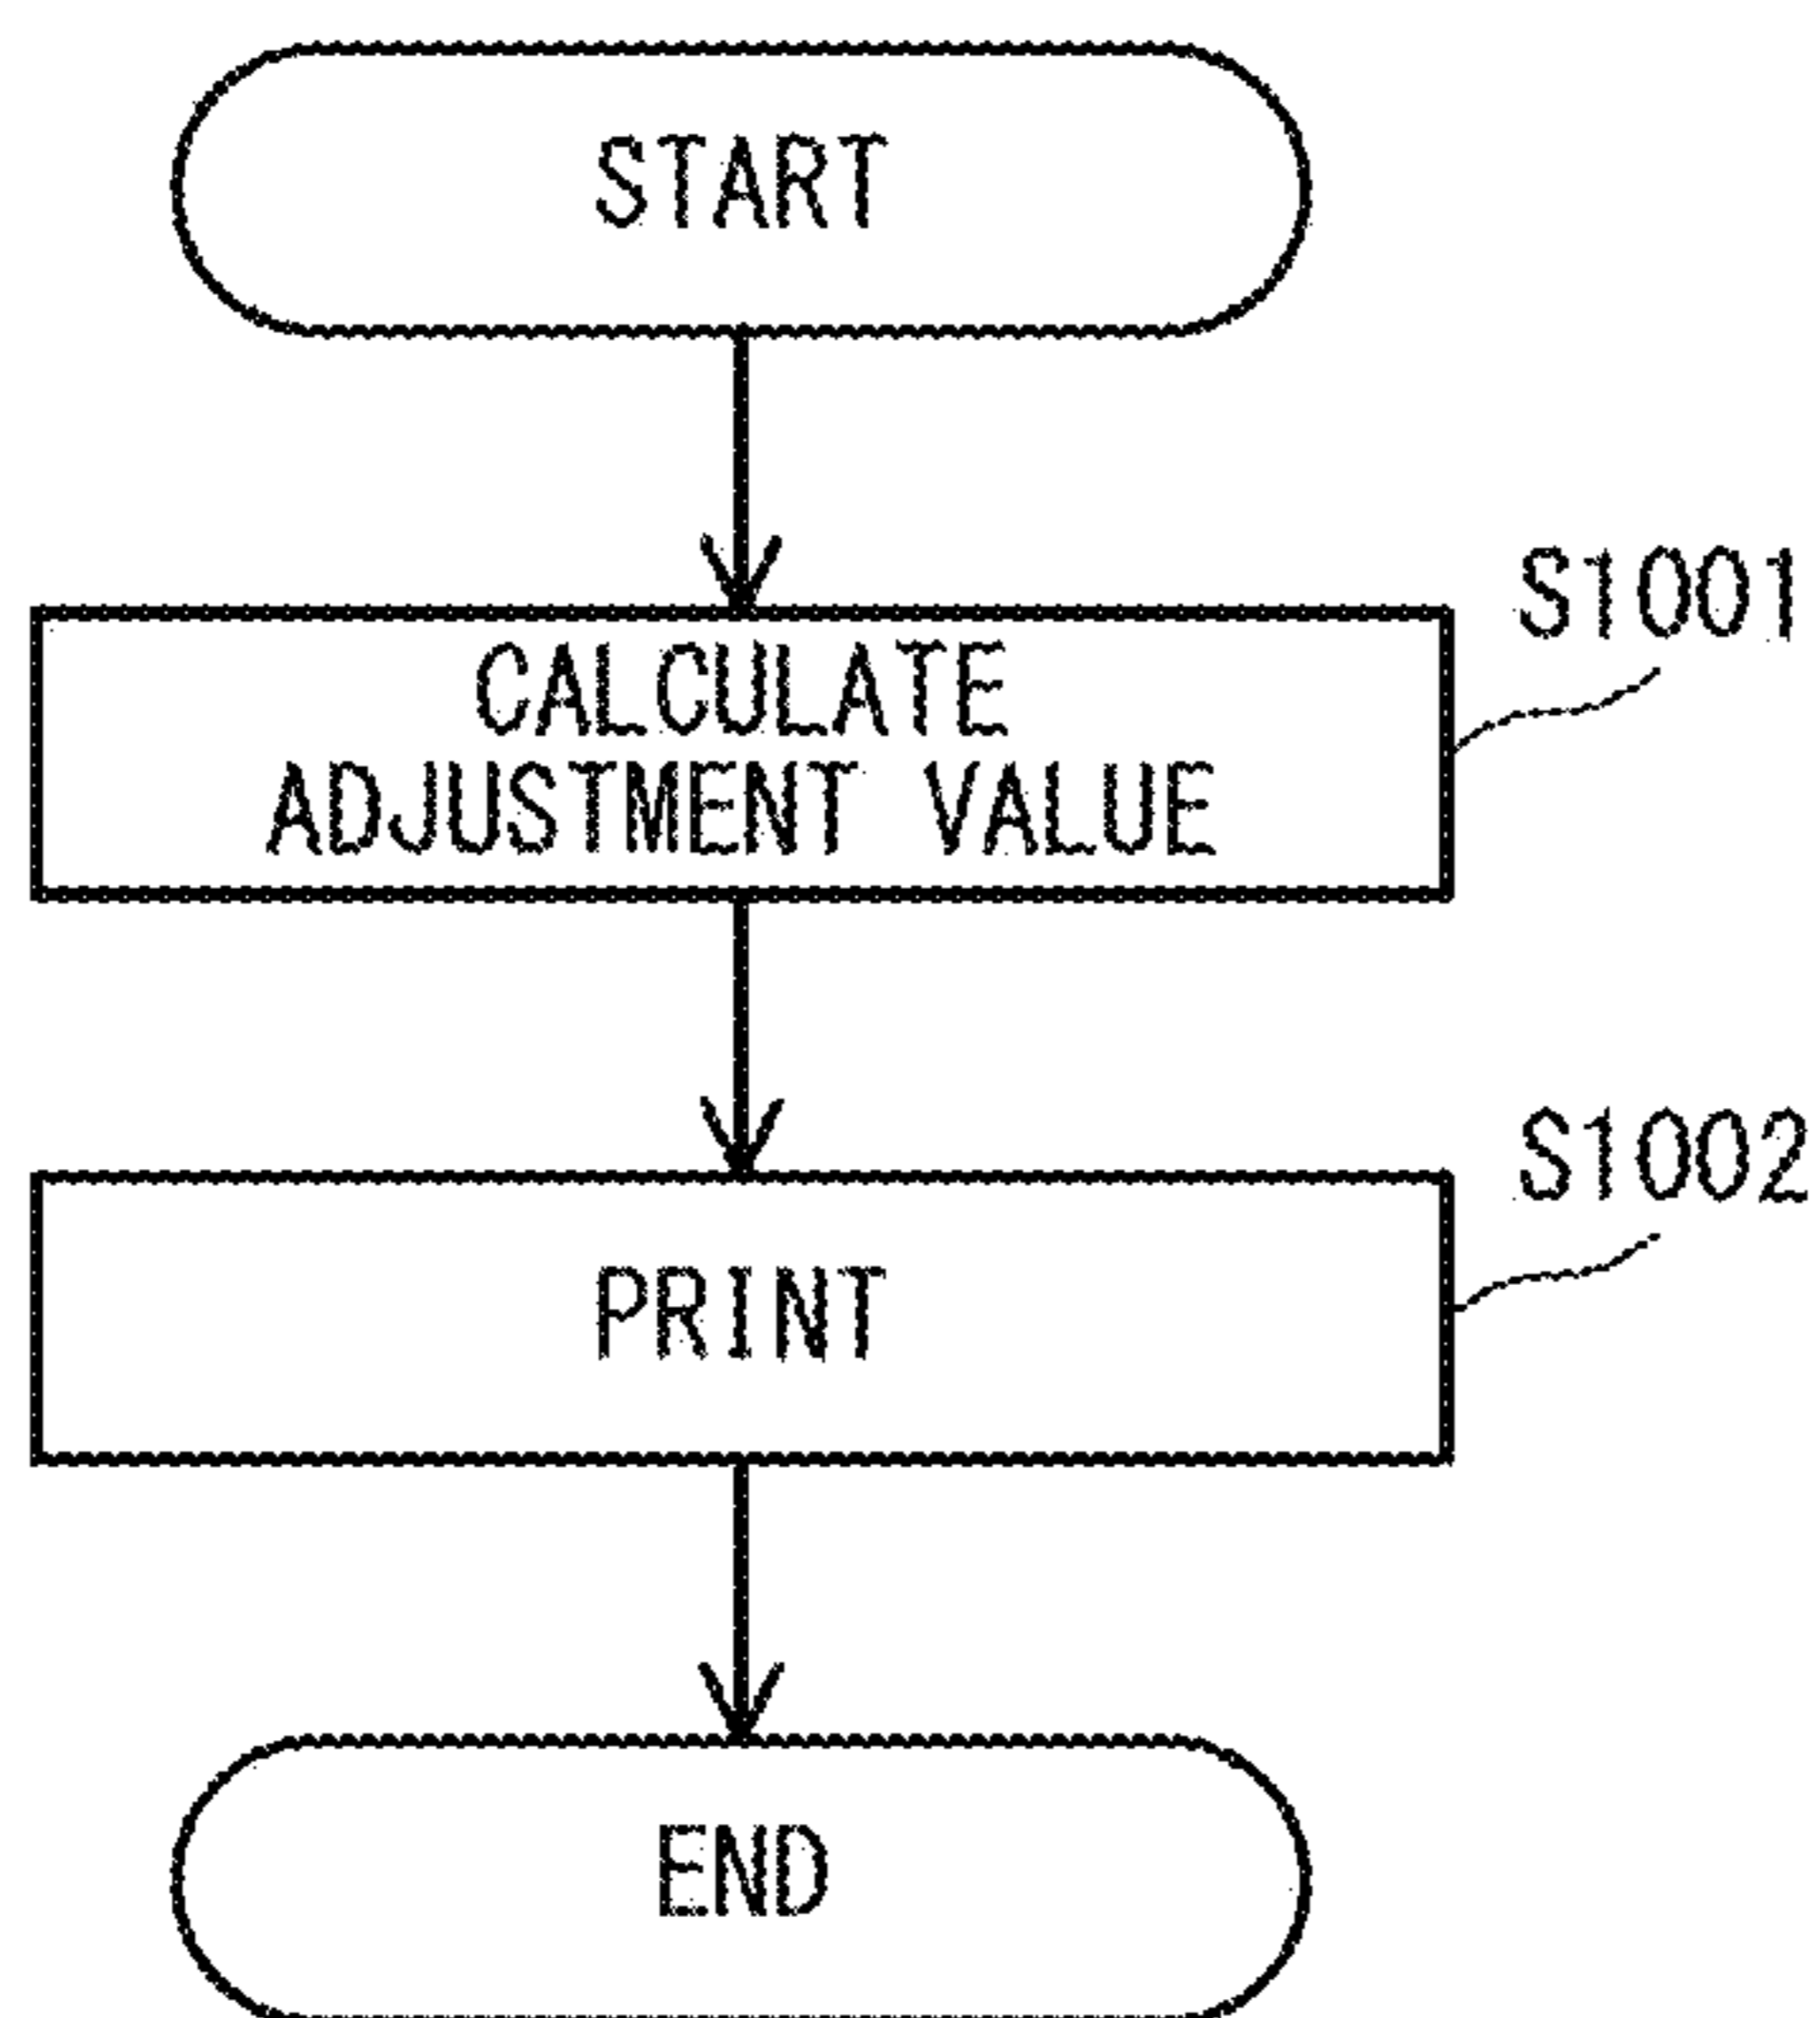 START
S1001
CALCULATE
ADJUSTMENT VALUE
S1002
PRINT
END